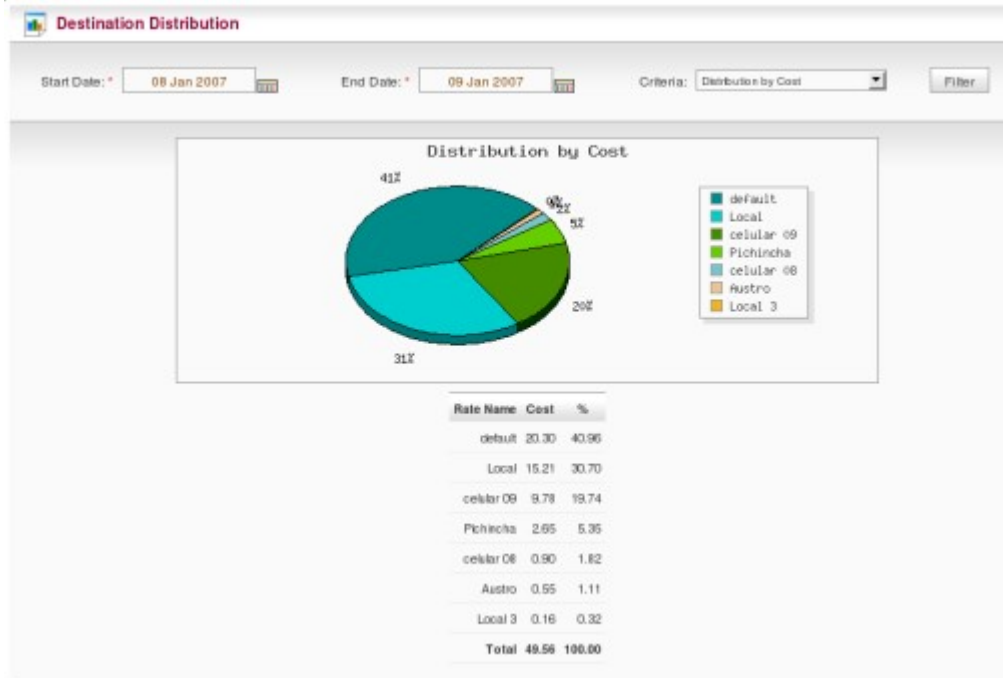 Destination Distribution
Start Date: * 08 Jan 2007 End Date: * 09 Jan 2007 Criteria: Distribution by Cost Filter
Distribution by Cost
41%
2%
5%
20%
31%
default
Local
celular 09
Pichincha
celular 08
Austro
Local 3
Rate Name Cost %
default 20.30 40.96
Local 15.21 30.70
celular 09 9.78 19.74
Pichincha 2.65 5.35
celular 08 0.90 1.82
Austro 0.55 1.11
Local 3 0.16 0.32
Total 49.56 100.00